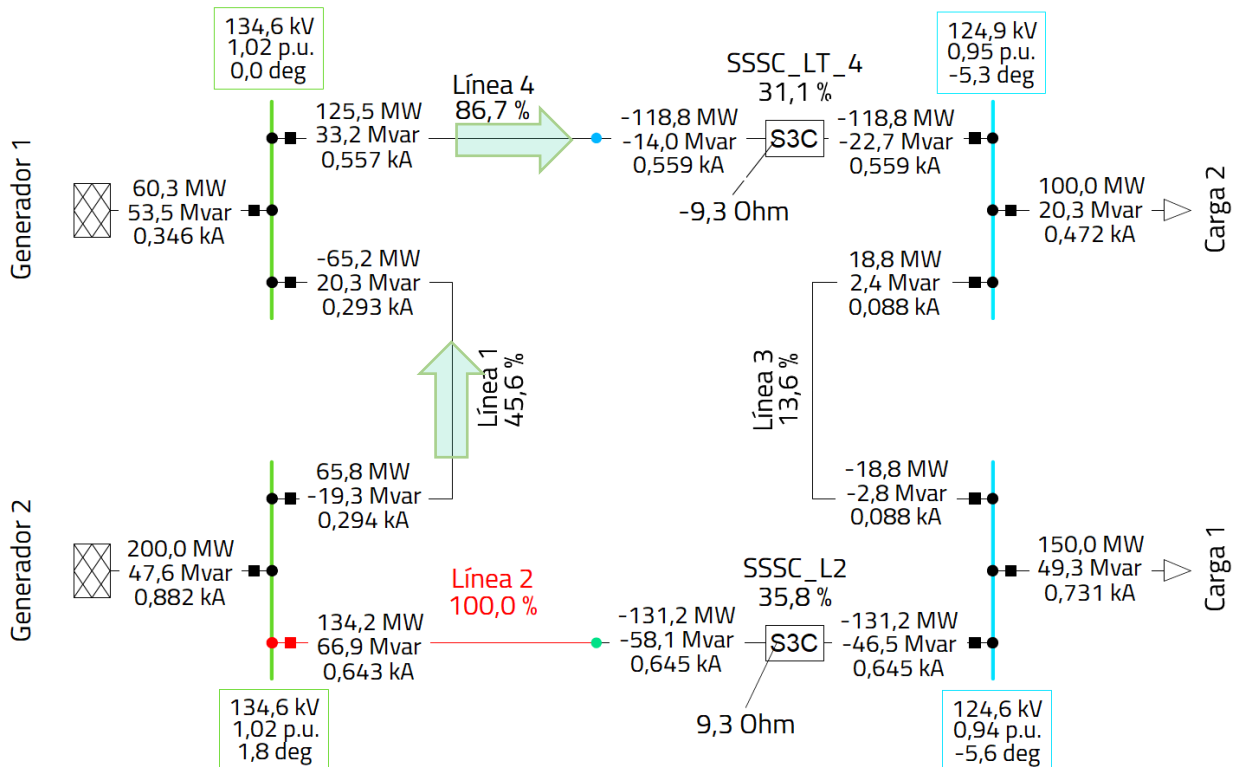 134,6 kV
1,02 p.u.
0,0 deg
124,9 kV
0,95 p.u.
-5,3 deg
SSSC_LT_4
31,1 %
Línea 4
86,7 %
125,5 MW
33,2 Mvar
0,557 kA
-118,8 MW
-14,0 Mvar
0,559 kA
S3C
-118,8 MW
-22,7 Mvar
0,559 kA
-9,3 Ohm
Generador 1
60,3 MW
53,5 Mvar
0,346 kA
100,0 MW
20,3 Mvar
0,472 kA
Carga 2
-65,2 MW
20,3 Mvar
0,293 kA
18,8 MW
2,4 Mvar
0,088 kA
Línea 1
45,6 %
Línea 3
13,6 %
65,8 MW
-19,3 Mvar
0,294 kA
-18,8 MW
-2,8 Mvar
0,088 kA
Generador 2
200,0 MW
47,6 Mvar
0,882 kA
150,0 MW
49,3 Mvar
0,731 kA
Carga 1
Línea 2
100,0 %
SSSC_L2
35,8 %
134,2 MW
66,9 Mvar
0,643 kA
-131,2 MW
-58,1 Mvar
0,645 kA
S3C
-131,2 MW
-46,5 Mvar
0,645 kA
9,3 Ohm
134,6 kV
1,02 p.u.
1,8 deg
124,6 kV
0,94 p.u.
-5,6 deg